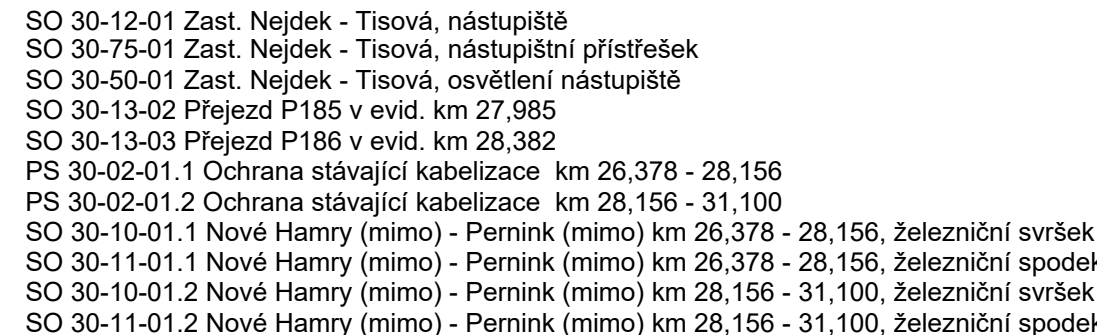 SO 30-12-01 Zast. Nejdek - Tisová, nástupiště
SO 30-75-01 Zast. Nejdek - Tisová, nástupištní přístřešek
SO 30-50-01 Zast. Nejdek - Tisová, osvětlení nástupiště
SO 30-13-02 Přejezd P185 v evid. km 27,985
SO 30-13-03 Přejezd P186 v evid. km 28,382
PS 30-02-01.1 Ochrana stávající kabelizace  km 26,378 - 28,156
PS 30-02-01.2 Ochrana stávající kabelizace  km 28,156 - 31,100
SO 30-10-01.1 Nové Hamry (mimo) - Pernink (mimo) km 26,378 - 28,156, železniční svršek
SO 30-11-01.1 Nové Hamry (mimo) - Pernink (mimo) km 26,378 - 28,156, železniční spodek
SO 30-10-01.2 Nové Hamry (mimo) - Pernink (mimo) km 28,156 - 31,100, železniční svršek
SO 30-11-01.2 Nové Hamry (mimo) - Pernink (mimo) km 28,156 - 31,100, železniční spodek